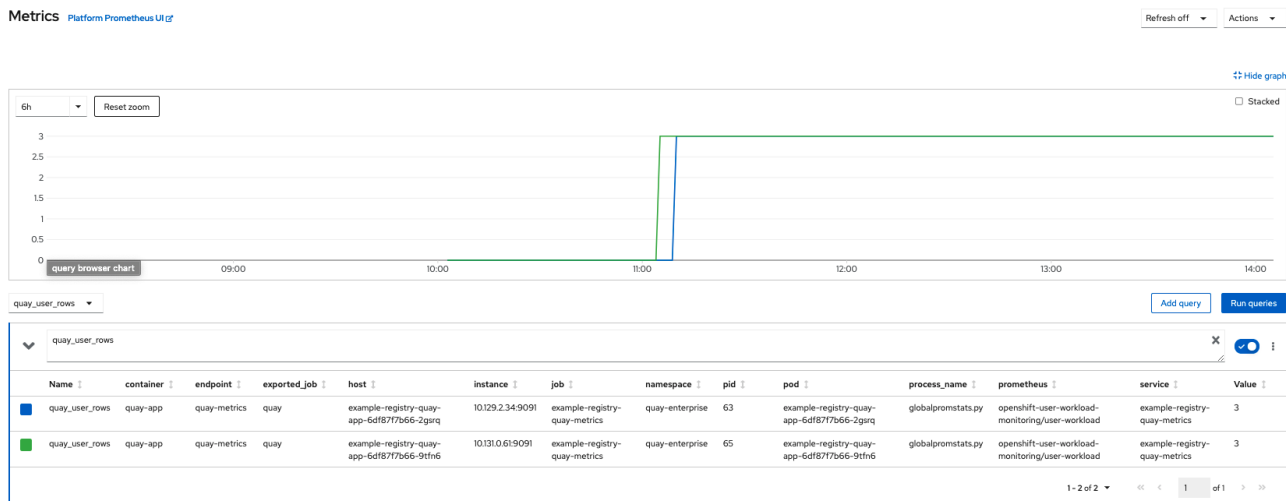 Metrics Platform Prometheus UI
Refresh off Actions
Hide graph
6h Reset zoom Stacked
3
2.5
2
1.5
1
0.5
0
query browser chart
09:00 10:00 11:00 12:00 13:00 14:00
quay_user_rows Add query Run queries
quay_user_rows
Name container endpoint exported_job host instance job namespace pid pod process_name prometheus service Value
quay_user_rows quay-app quay-metrics quay example-registry-quay- 10.129.2.34:9091 example-registry- quay-enterprise 63 example-registry-quay- globalpromstats.py openshift-user-workload- example-registry- 3
app-6df87f7b66-2gsrq quay-metrics app-6df87f7b66-2gsrq monitoring/user-workload quay-metrics
quay_user_rows quay-app quay-metrics quay example-registry-quay- 10.131.0.61:9091 example-registry- quay-enterprise 65 example-registry-quay- globalpromstats.py openshift-user-workload- example-registry- 3
app-6df87f7b66-9tfn6 quay-metrics app-6df87f7b66-9tfn6 monitoring/user-workload quay-metrics
1 - 2 of 2 1 of 1